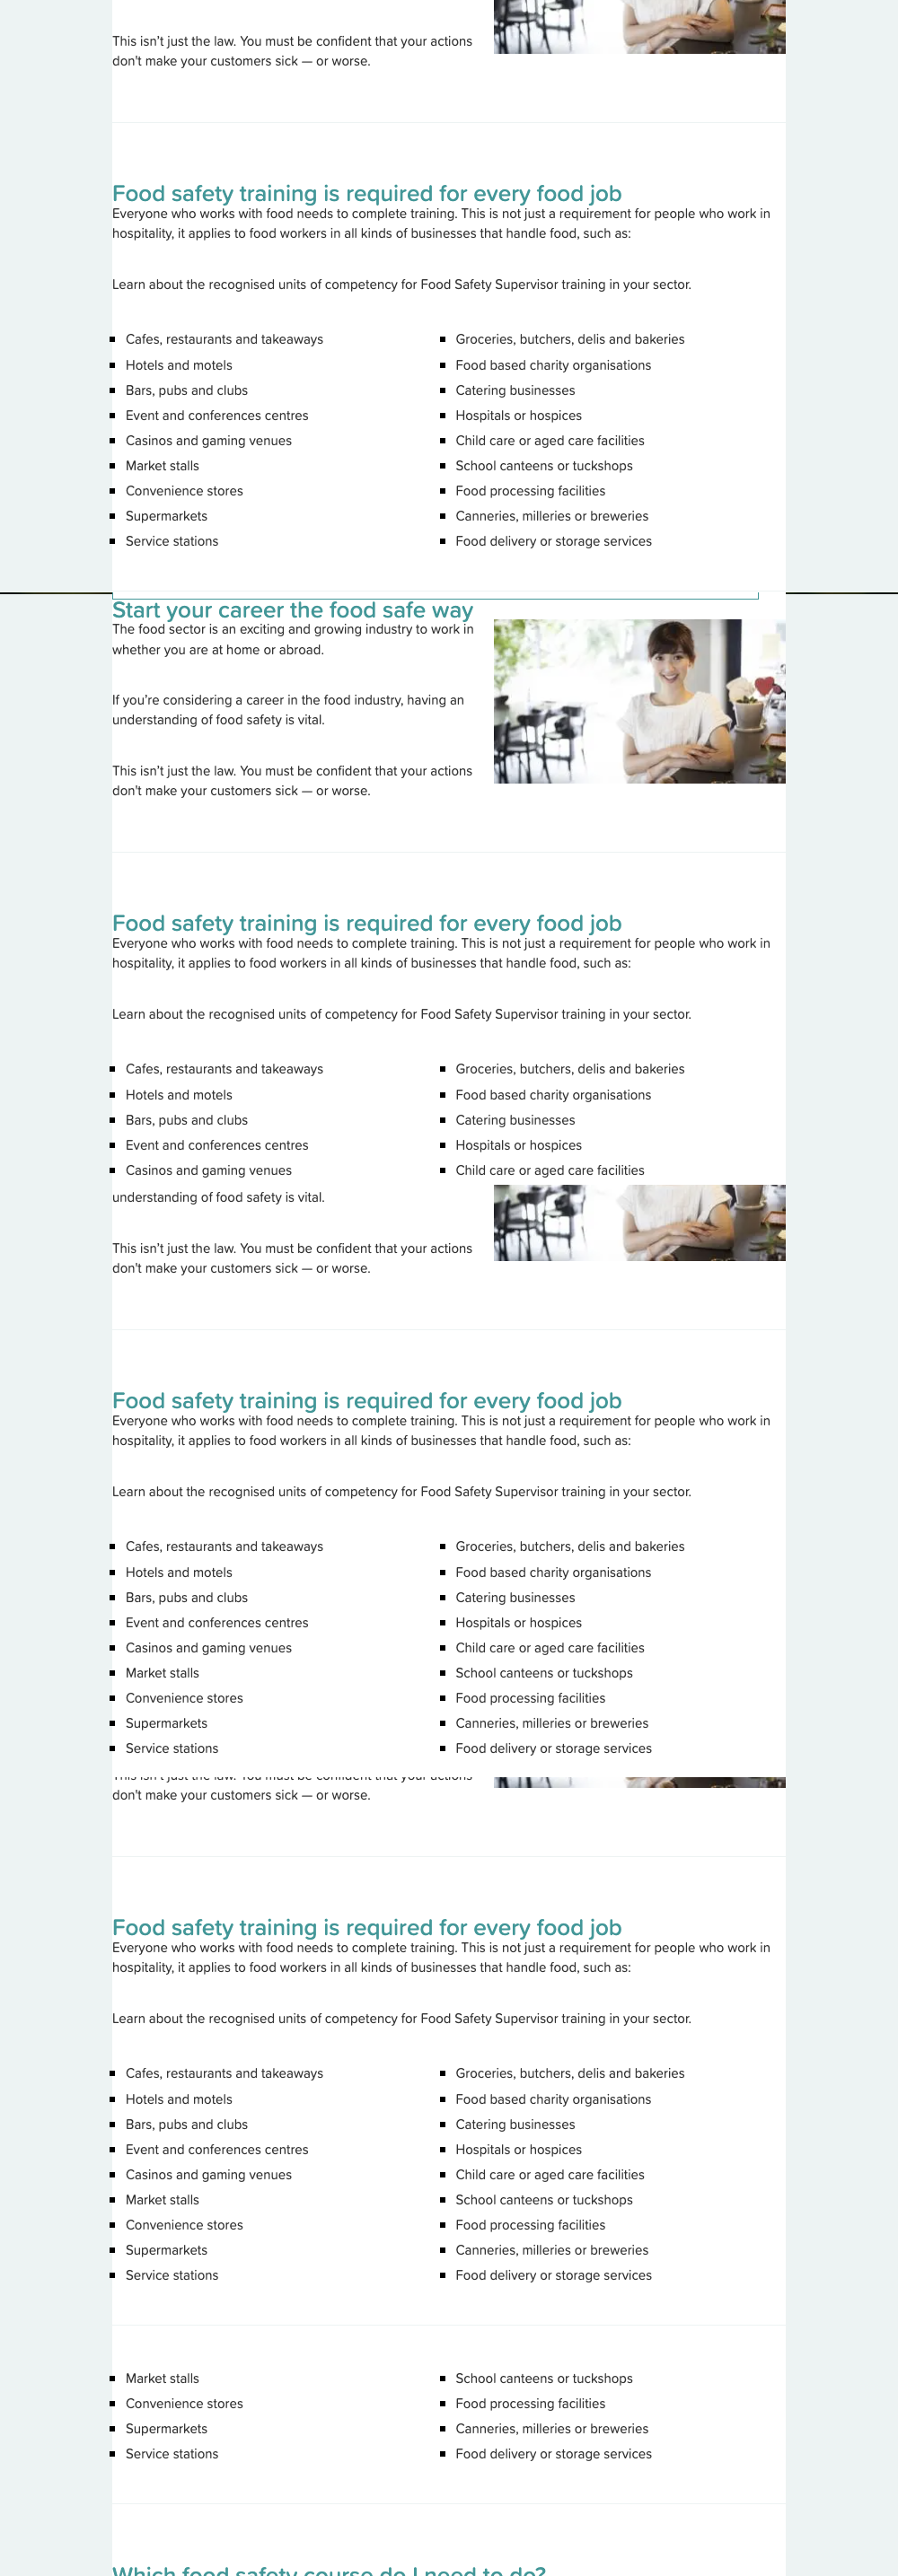 This isn’t just the law. You must be confident that your actions
don't make your customers sick — or worse.
Food safety training is required for every food job
Everyone who works with food needs to complete training. This is not just a requirement for people who work in
hospitality, it applies to food workers in all kinds of businesses that handle food, such as:
Learn about the recognised units of competency for Food Safety Supervisor training in your sector.
Cafes, restaurants and takeaways
Hotels and motels
Bars, pubs and clubs
Event and conferences centres
Casinos and gaming venues
Market stalls
Convenience stores
Supermarkets
Service stations
Groceries, butchers, delis and bakeries
Food based charity organisations
Catering businesses
Hospitals or hospices
Child care or aged care facilities
School canteens or tuckshops
Food processing facilities
Canneries, milleries or breweries
Food delivery or storage services
Start your career the food safe way
The food sector is an exciting and growing industry to work in
whether you are at home or abroad.
If you’re considering a career in the food industry, having an
understanding of food safety is vital.
This isn’t just the law. You must be confident that your actions
don't make your customers sick — or worse.
Food safety training is required for every food job
Everyone who works with food needs to complete training. This is not just a requirement for people who work in
hospitality, it applies to food workers in all kinds of businesses that handle food, such as:
Learn about the recognised units of competency for Food Safety Supervisor training in your sector.
Cafes, restaurants and takeaways
Hotels and motels
Bars, pubs and clubs
Event and conferences centres
Casinos and gaming venues
Groceries, butchers, delis and bakeries
Food based charity organisations
Catering businesses
Hospitals or hospices
Child care or aged care facilities
understanding of food safety is vital.
This isn’t just the law. You must be confident that your actions
don't make your customers sick — or worse.
Food safety training is required for every food job
Everyone who works with food needs to complete training. This is not just a requirement for people who work in
hospitality, it applies to food workers in all kinds of businesses that handle food, such as:
Learn about the recognised units of competency for Food Safety Supervisor training in your sector.
Cafes, restaurants and takeaways
Hotels and motels
Bars, pubs and clubs
Event and conferences centres
Casinos and gaming venues
Market stalls
Convenience stores
Supermarkets
Service stations
Groceries, butchers, delis and bakeries
Food based charity organisations
Catering businesses
Hospitals or hospices
Child care or aged care facilities
School canteens or tuckshops
Food processing facilities
Canneries, milleries or breweries
Food delivery or storage services
This isn’t just the law. You must be confident that your actions
don't make your customers sick — or worse.
Food safety training is required for every food job
Everyone who works with food needs to complete training. This is not just a requirement for people who work in
hospitality, it applies to food workers in all kinds of businesses that handle food, such as:
Learn about the recognised units of competency for Food Safety Supervisor training in your sector.
Cafes, restaurants and takeaways
Hotels and motels
Bars, pubs and clubs
Event and conferences centres
Casinos and gaming venues
Market stalls
Convenience stores
Supermarkets
Service stations
Groceries, butchers, delis and bakeries
Food based charity organisations
Catering businesses
Hospitals or hospices
Child care or aged care facilities
School canteens or tuckshops
Food processing facilities
Canneries, milleries or breweries
Food delivery or storage services
Market stalls
Convenience stores
Supermarkets
Service stations
School canteens or tuckshops
Food processing facilities
Canneries, milleries or breweries
Food delivery or storage services
Which food safety course do I need to do?